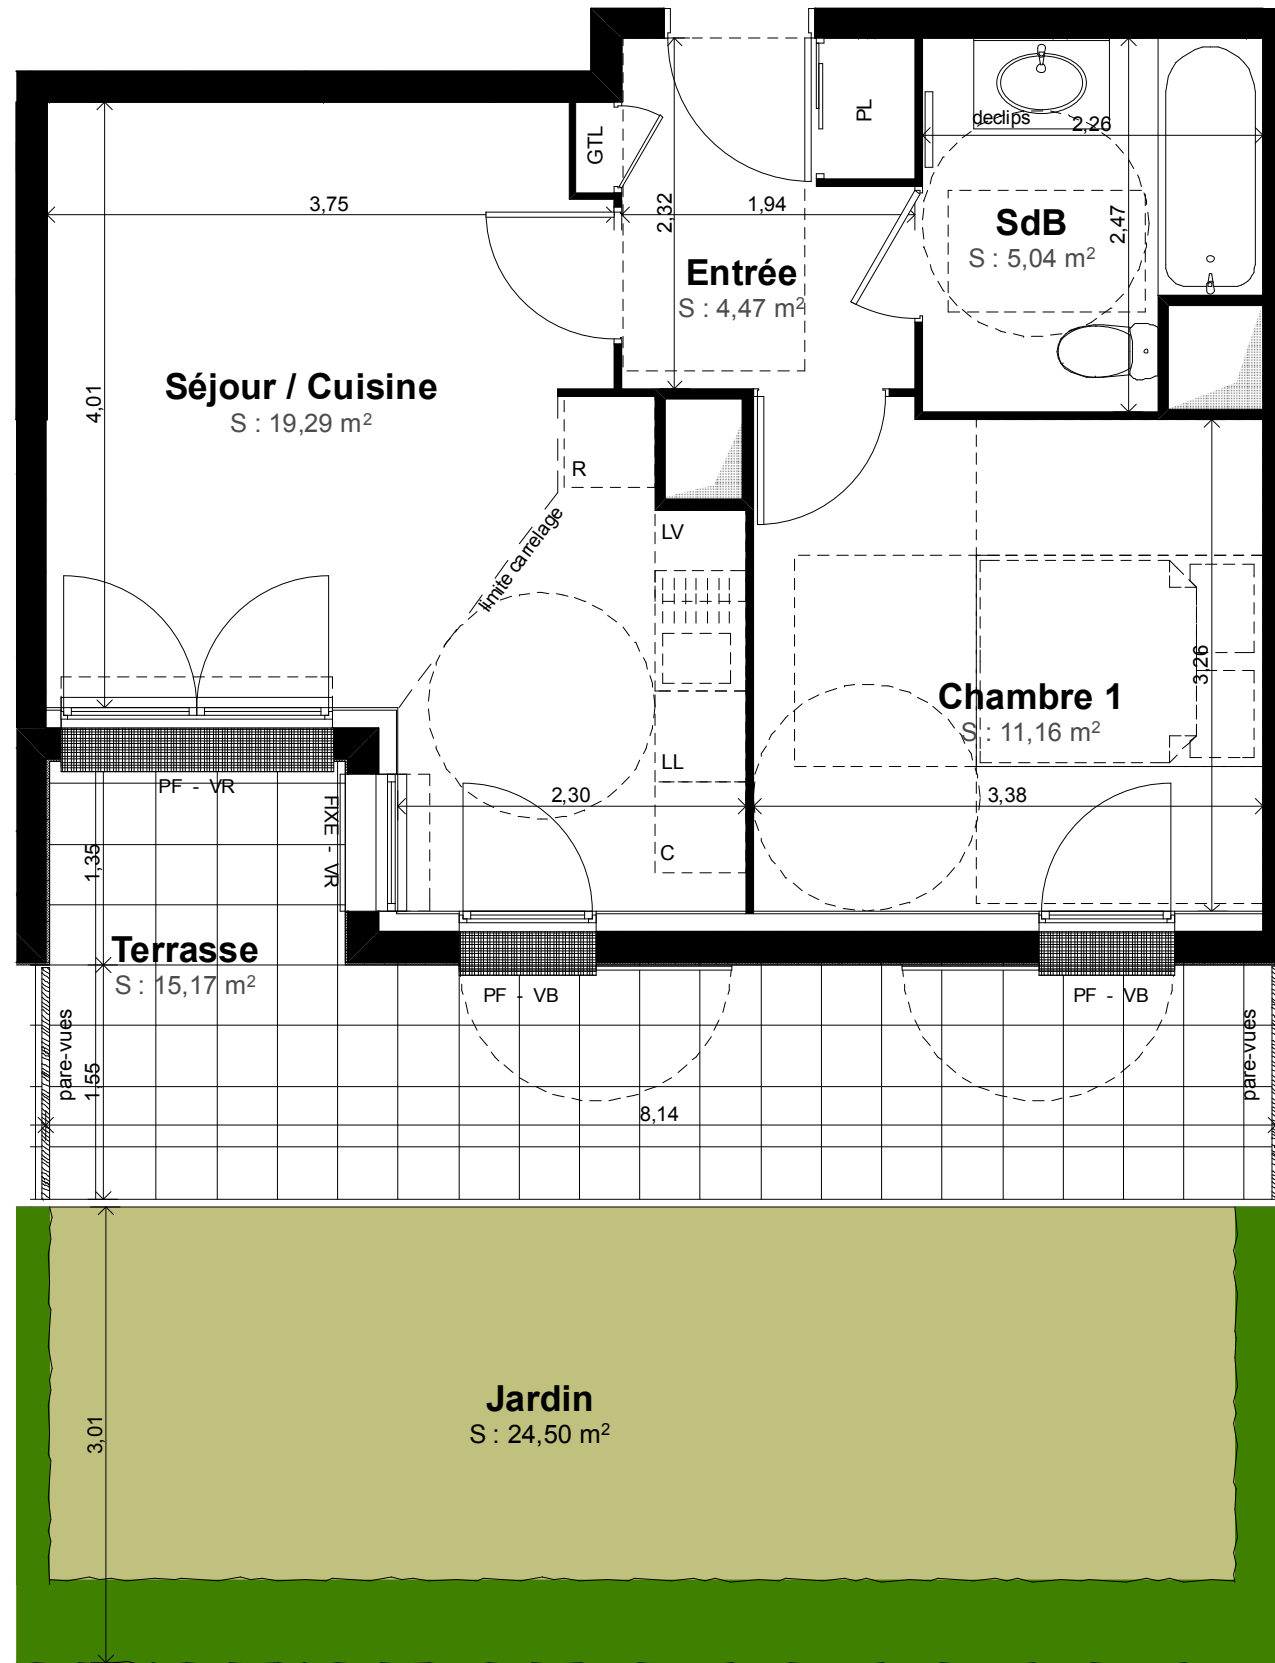 GTL
PL
declips
2,26
3,75
2,32
1,94
2,47
SdB
S : 5,04 m²
Entrée
S : 4,47 m²
Séjour / Cuisine
S : 19,29 m²
4,01
R
limite carrelage
LV
3,26
Chambre 1
S : 11,16 m²
LL
PF - VR
FIXE - VR
2,30
3,38
C
1,35
Terrasse
S : 15,17 m²
PF - VB
PF - VB
pare-vues
1,55
pare-vues
8,14
Jardin
S : 24,50 m²
3,01